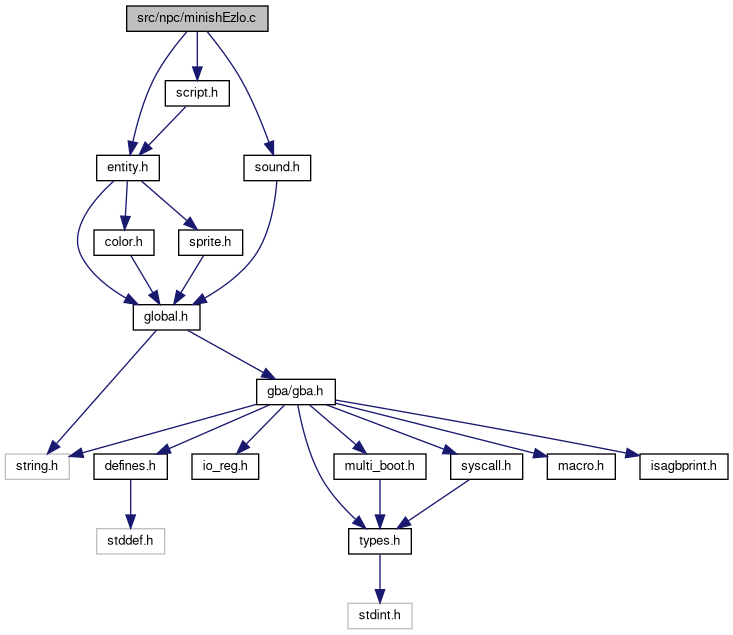 src/npc/minishEzlo.c
script.h
entity.h
sound.h
color.h
sprite.h
global.h
gba/gba.h
string.h
defines.h
io_reg.h
multi_boot.h
syscall.h
macro.h
isagbprint.h
stddef.h
types.h
stdint.h